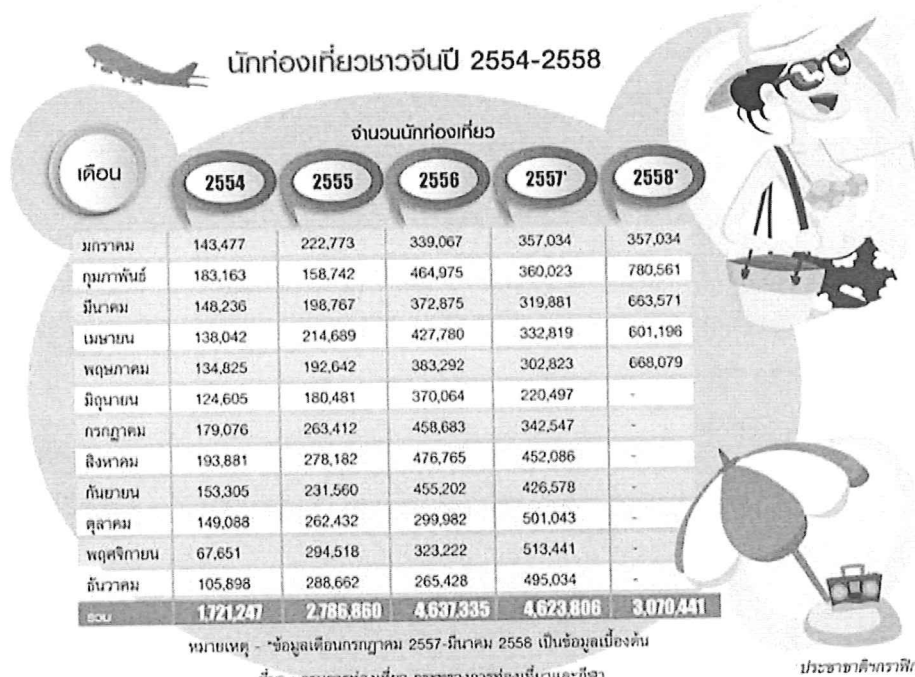 นักท่องเที่ยวชาวจีนปี 2554-2558
จำนวนนักท่องเที่ยว
เดือน 2554 2555 2556 2557* 2558*
มกราคม 143,477 222,773 339,067 357,034 357,034
กุมภาพันธ์ 183,163 158,742 464,975 360,023 780,561
มีนาคม 148,236 198,767 372,875 319,881 663,571
เมษายน 138,042 214,689 427,780 332,819 601,196
พฤษภาคม 134,825 192,642 383,292 302,823 668,079
มิถุนายน 124,605 180,481 370,064 220,497 -
กรกฎาคม 179,076 263,412 458,683 342,547 -
สิงหาคม 193,881 278,182 476,765 452,086 -
กันยายน 153,305 231,560 455,202 426,578 -
ตุลาคม 149,088 262,432 299,982 501,043 -
พฤศจิกายน 67,651 294,518 323,222 513,441 -
ธันวาคม 105,898 288,662 265,428 495,034 -
รวม 1,721,247 2,786,860 4,637,335 4,623,806 3,070,441
หมายเหตุ - *ข้อมูลเดือนกรกฎาคม 2557-มีนาคม 2558 เป็นข้อมูลเบื้องต้น
ประชาชาติฯกราฟิก